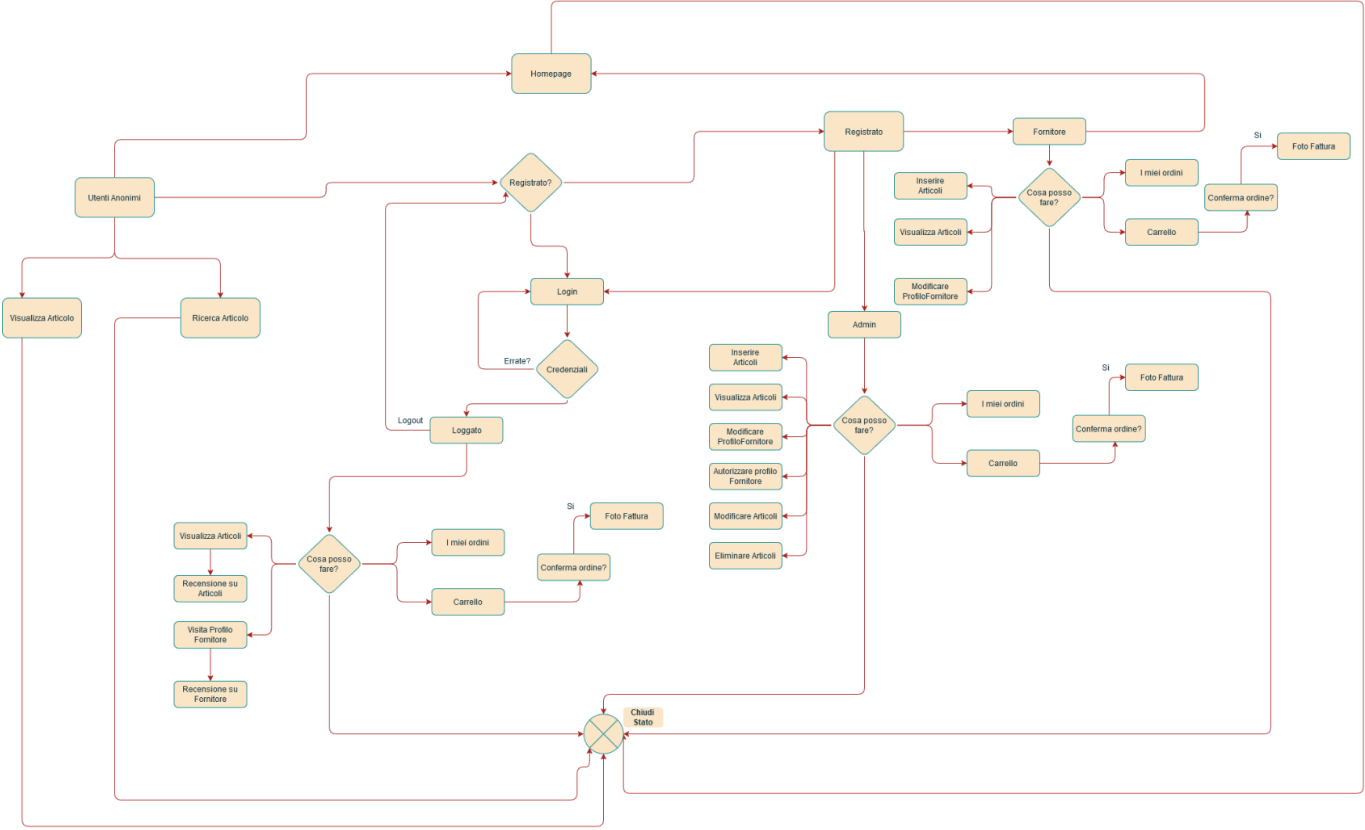 Homepage
Registrato
Fornitore
Si
Foto Fattura
Utenti Anonimi
Registrato?
Inserire
Articoli
Cosa posso
fare?
I miei ordini
Conferma ordine?
Visualizza Articoli
Carrello
Modificare
ProfiloFornitore
Visualizza Articolo
Ricerca Articolo
Login
Admin
Errate?
Credenziali
Inserire
Articoli
Si
Foto Fattura
Visualizza Articoli
Cosa posso
fare?
I miei ordini
Logout
Loggato
Modificare
ProfiloFornitore
Conferma ordine?
Autorizzare profilo
Fornitore
Carrello
Modificare Articoli
Eliminare Articoli
Si
Foto Fattura
Visualizza Articoli
Cosa posso
fare?
I miei ordini
Conferma ordine?
Recensione su
Articoli
Carrello
Visita Profilo
Fornitore
Recensione su
Fornitore
Chiudi
Stato